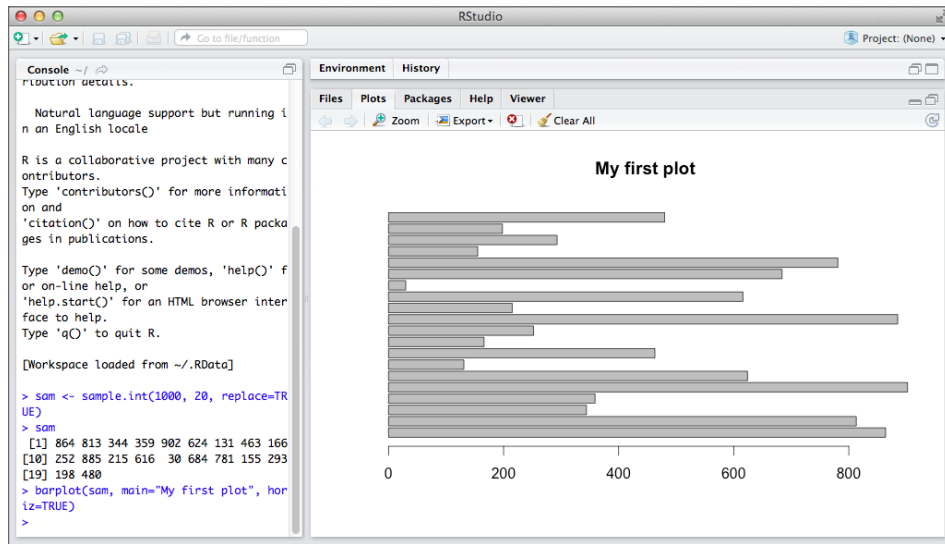 RStudio
Go to file/function
Project: (None)
Console ~/
ribution details.
Natural language support but running i
n an English locale
R is a collaborative project with many c
ontributors.
Type 'contributors()' for more informati
on and
'citation()' on how to cite R or R packa
ges in publications.
Type 'demo()' for some demos, 'help()' f
or on-line help, or
'help.start()' for an HTML browser inter
face to help.
Type 'q()' to quit R.
[Workspace loaded from ~/.RData]
> sam <- sample.int(1000, 20, replace=TR
UE)
> sam
[1] 864 813 344 359 902 624 131 463 166
[10] 252 885 215 616 30 684 781 155 293
[19] 198 480
> barplot(sam, main="My first plot", hor
iz=TRUE)
>
Environment History
Files Plots Packages Help Viewer
Zoom Export Clear All
My first plot
0 200 400 600 800